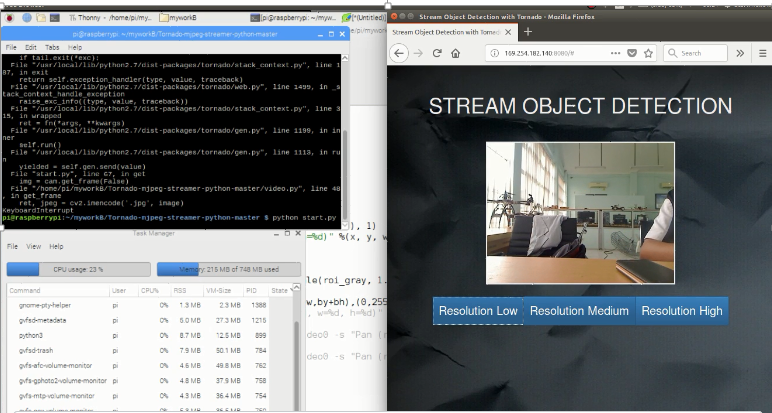 Thonny - /home/pi/my...
myworkB
pi@raspberrypi: ~/myw...
[*(Untitled)]
pi@raspberrypi: ~/myworkB/Tornado-mjpeg-streamer-python-master
File Edit Tabs Help
if tail.exit(*exc):
File "/usr/local/lib/python2.7/dist-packages/tornado/stack_context.py", line 1
87, in exit
return self.exception_handler(type, value, traceback)
File "/usr/local/lib/python2.7/dist-packages/tornado/web.py", line 1499, in _s
tack_context_handle_exception
raise_exc_info((type, value, traceback))
File "/usr/local/lib/python2.7/dist-packages/tornado/stack_context.py", line 3
15, in wrapped
ret = fn(*args, **kwargs)
File "/usr/local/lib/python2.7/dist-packages/tornado/gen.py", line 1199, in in
ner
self.run()
File "/usr/local/lib/python2.7/dist-packages/tornado/gen.py", line 1113, in ru
n
yielded = self.gen.send(value)
File "start.py", line 67, in get
img = cam.get_frame(False)
File "/home/pi/myworkB/Tornado-mjpeg-streamer-python-master/video.py", line 48
, in get_frame
ret, jpeg = cv2.imencode('.jpg', image)
KeyboardInterrupt
pi@raspberrypi:~/myworkB/Tornado-mjpeg-streamer-python-master $ python start.py
Task Manager
File View Help
CPU usage: 23 % Memory: 215 MB of 748 MB used
Command User CPU% RSS VM-Size PID State
gnome-pty-helper pi 0% 1.3 MB 2.3 MB 1388
gvfsd-metadata pi 0% 5.0 MB 27.3 MB 1215
python3 pi 0% 8.7 MB 12.5 MB 899
gvfsd-trash pi 0% 7.9 MB 50.1 MB 784
gvfs-afc-volume-monitor pi 0% 4.6 MB 49.8 MB 762
gvfs-gphoto2-volume-monitor pi 0% 4.8 MB 37.9 MB 758
gvfs-mtp-volume-monitor pi 0% 4.3 MB 36.4 MB 754
), 1)
=%d)" %(x, y, w
le(roi_gray, 1.
w,by+bh),(0,255
, w=%d, h=%d)"
deo0 -s "Pan (r
deo0 -s "Pan (r
Stream Object Detection with Tornado - Mozilla Firefox
Stream Object Detection with Tornado
169.254.182.140:8080/#
Search
STREAM OBJECT DETECTION
Resolution Low Resolution Medium Resolution High